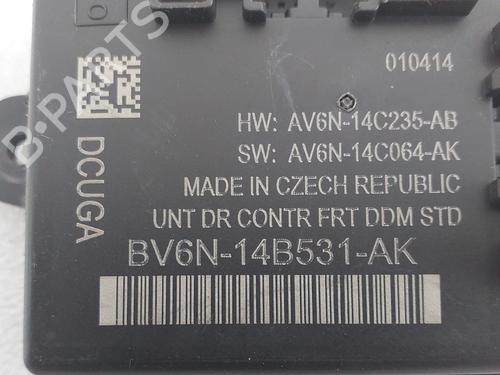 B-PARTS
010414
HW: AV6N-14C235-AB
SW: AV6N-14C064-AK
MADE IN CZECH REPUBLIC
UNT DR CONTR FRT DDM STD
BV6N-14B531-AK
DCUGA